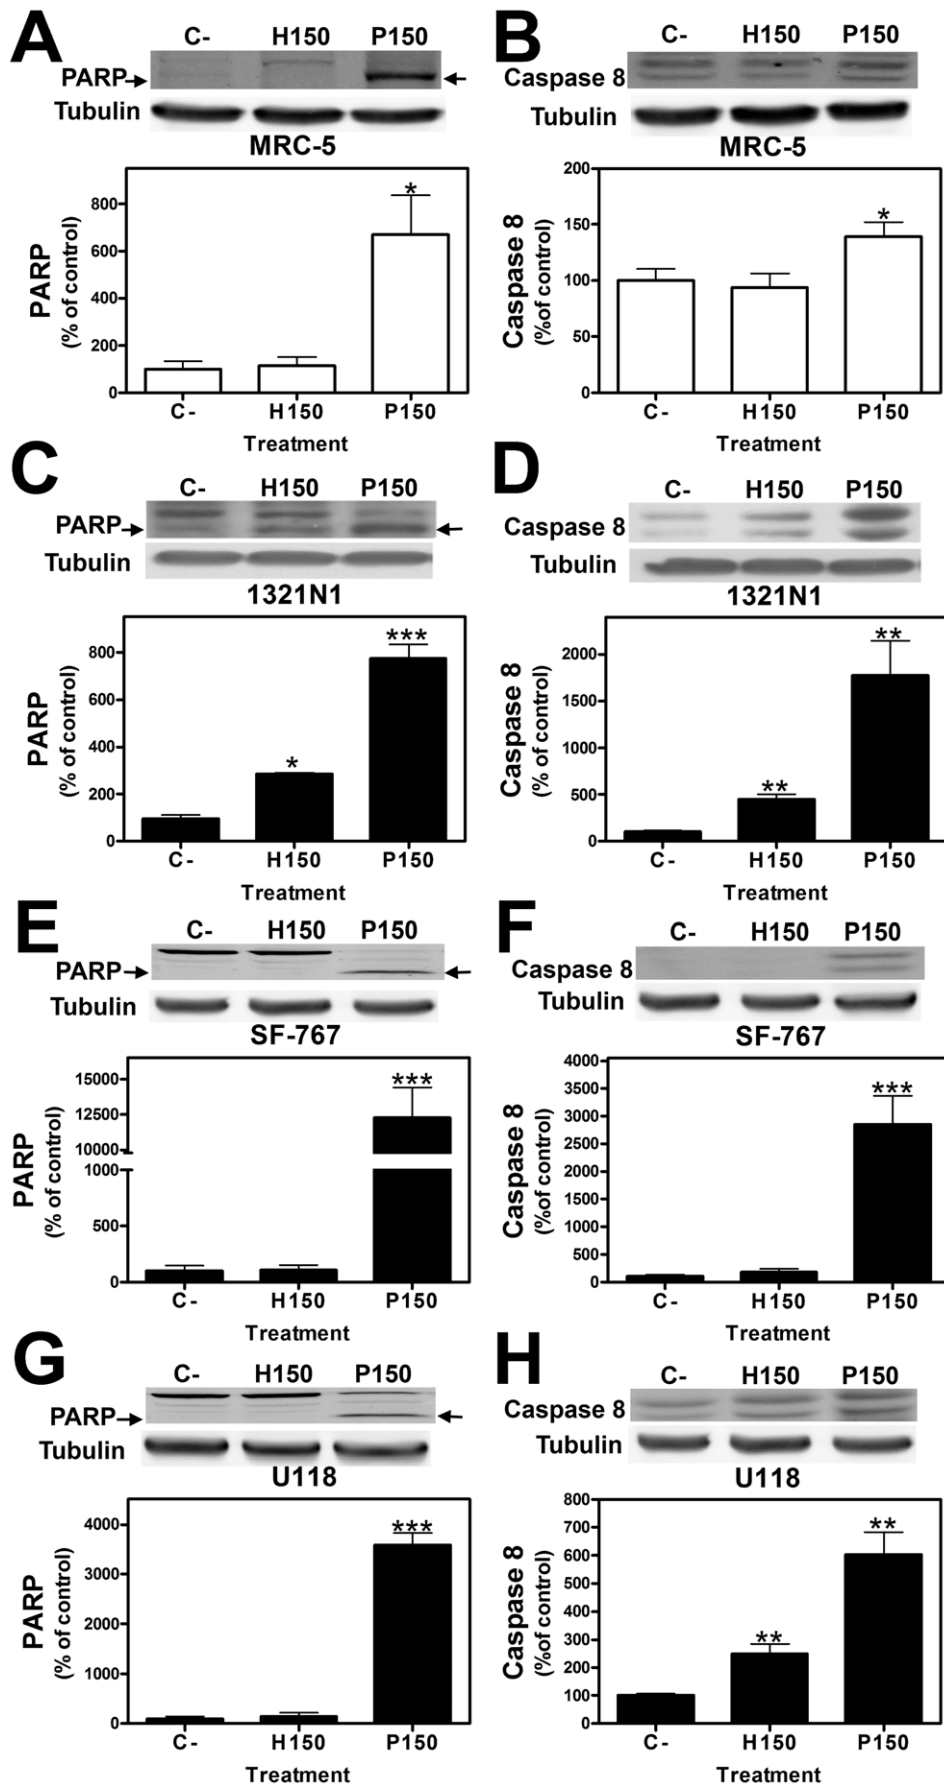 A
C- H150 P150
PARP
Tubulin
MRC-5
PARP
(% of control)
800
600
400
200
0
*
C- H150 P150
Treatment
B
C- H150 P150
Caspase 8
Tubulin
MRC-5
Caspase 8
(%of control)
200
150
100
50
0
*
C- H150 P150
Treatment
C
C- H150 P150
PARP
Tubulin
1321N1
PARP
(% of control)
800
600
400
200
0
* ***
C- H150 P150
Treatment
D
C- H150 P150
Caspase 8
Tubulin
1321N1
Caspase 8
(% of control)
2000
1500
1000
500
0
** **
C- H150 P150
Treatment
E
C- H150 P150
PARP
Tubulin
SF-767
PARP
(% of control)
15000
12500
10000
1000
500
0
***
C- H150 P150
Treatment
F
C- H150 P150
Caspase 8
Tubulin
SF-767
Caspase 8
(%of control)
4000
3500
3000
2500
2000
1500
1000
500
0
***
C- H150 P150
Treatment
G
C- H150 P150
PARP
Tubulin
U118
PARP
(% of control)
4000
3000
2000
1000
0
***
C- H150 P150
Treatment
H
C- H150 P150
Caspase 8
Tubulin
U118
Caspase 8
(%of control)
800
700
600
500
400
300
200
100
0
** **
C- H150 P150
Treatment